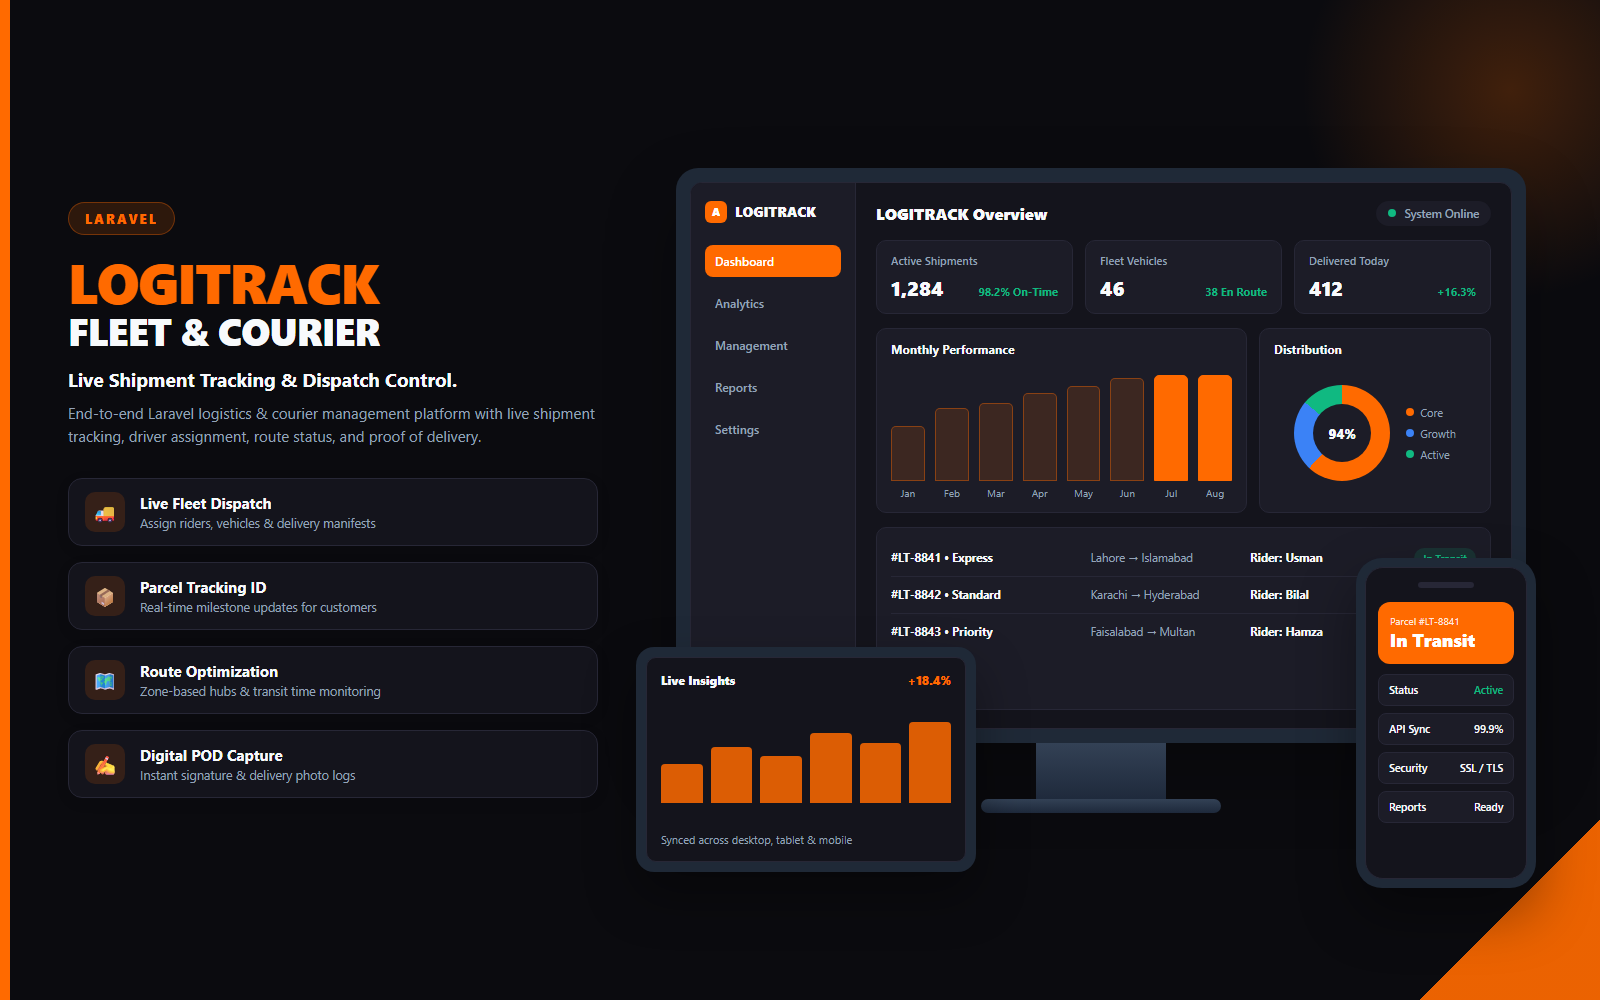 LARAVEL
LOGITRACK
FLEET & COURIER
Live Shipment Tracking & Dispatch Control.
End-to-end Laravel logistics & courier management platform with live shipment
tracking, driver assignment, route status, and proof of delivery.
Live Fleet Dispatch
Assign riders, vehicles & delivery manifests
Parcel Tracking ID
Real-time milestone updates for customers
Route Optimization
Zone-based hubs & transit time monitoring
Digital POD Capture
Instant signature & delivery photo logs
A LOGITRACK
Dashboard
Analytics
Management
Reports
Settings
LOGITRACK Overview
System Online
Active Shipments
1,284 98.2% On-Time
Fleet Vehicles
46 38 En Route
Delivered Today
412 +16.3%
Monthly Performance
Jan Feb Mar Apr May Jun Jul Aug
Distribution
94%
Core
Growth
Active
#LT-8841 • Express Lahore → Islamabad Rider: Usman In Transit
#LT-8842 • Standard Karachi → Hyderabad Rider: Bilal
#LT-8843 • Priority Faisalabad → Multan Rider: Hamza
Live Insights +18.4%
Synced across desktop, tablet & mobile
Parcel #LT-8841
In Transit
Status Active
API Sync 99.9%
Security SSL / TLS
Reports Ready